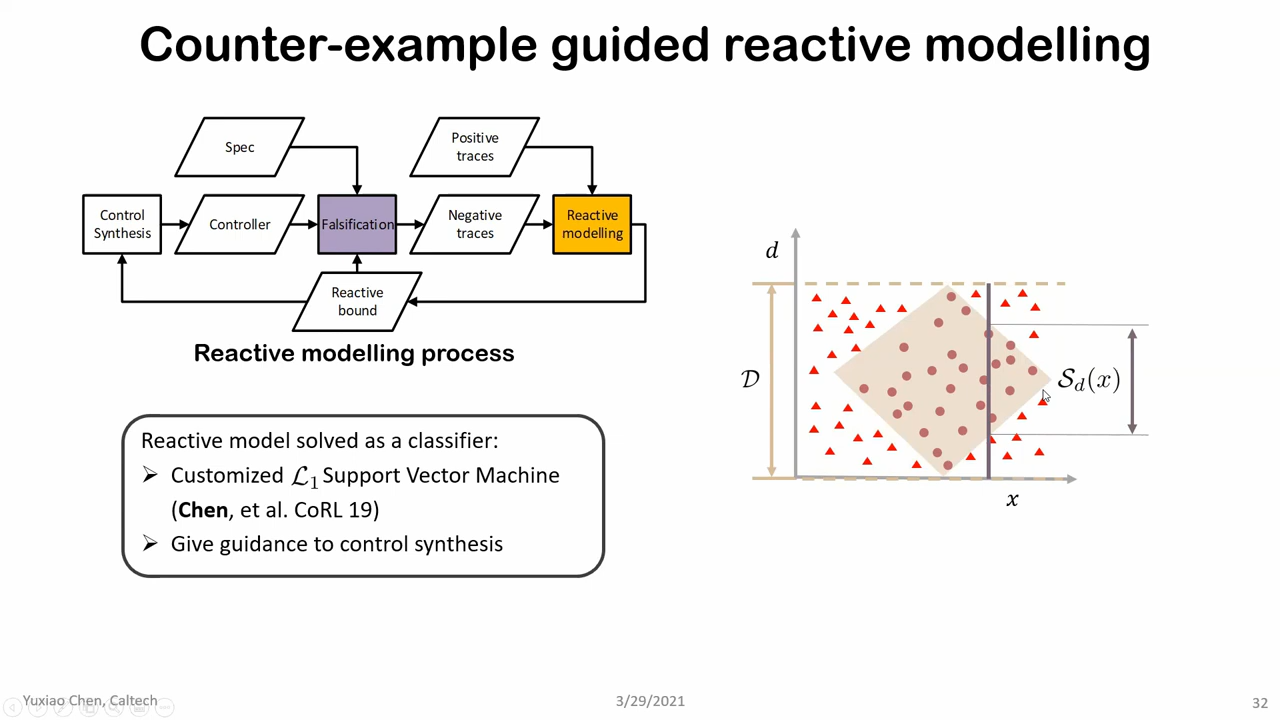 Counter-example guided reactive modelling
Spec
Positive
traces
Control
Synthesis
Controller
Falsification
Negative
traces
Reactive
modelling
Reactive
bound
Reactive modelling process
Reactive model solved as a classifier:
➢ Customized ℒ₁ Support Vector Machine
(Chen, et al. CoRL 19)
➢ Give guidance to control synthesis
d
𝒟
𝒮_d(x)
x
Yuxiao Chen, Caltech
3/29/2021
32